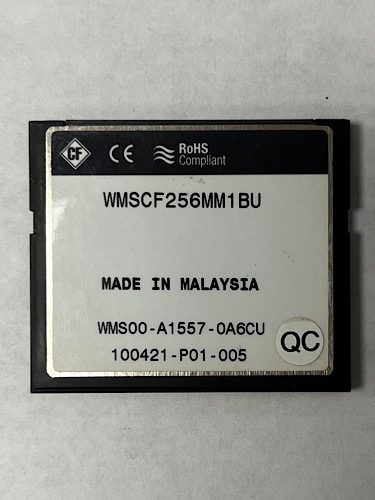 CF CE RoHS
Compliant
WMSCF256MM1BU
MADE IN MALAYSIA
WMS00-A1557-0A6CU
100421-P01-005
QC